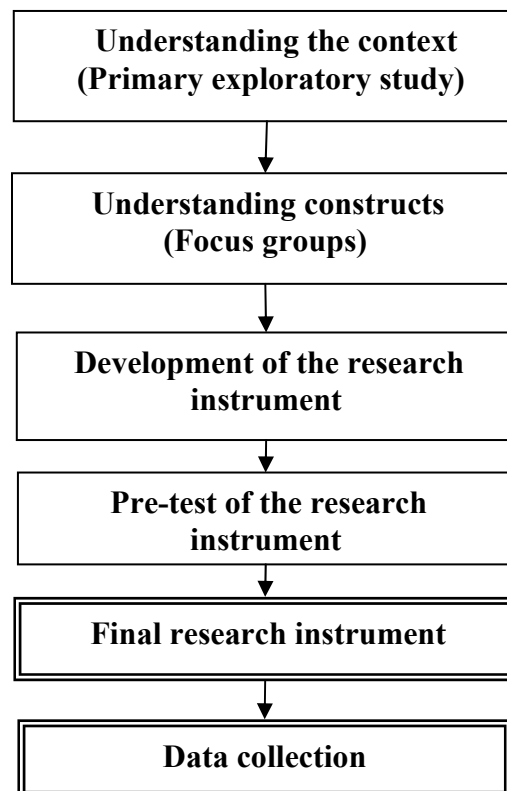 Understanding the context
(Primary exploratory study)
Understanding constructs
(Focus groups)
Development of the research
instrument
Pre-test of the research
instrument
Final research instrument
Data collection